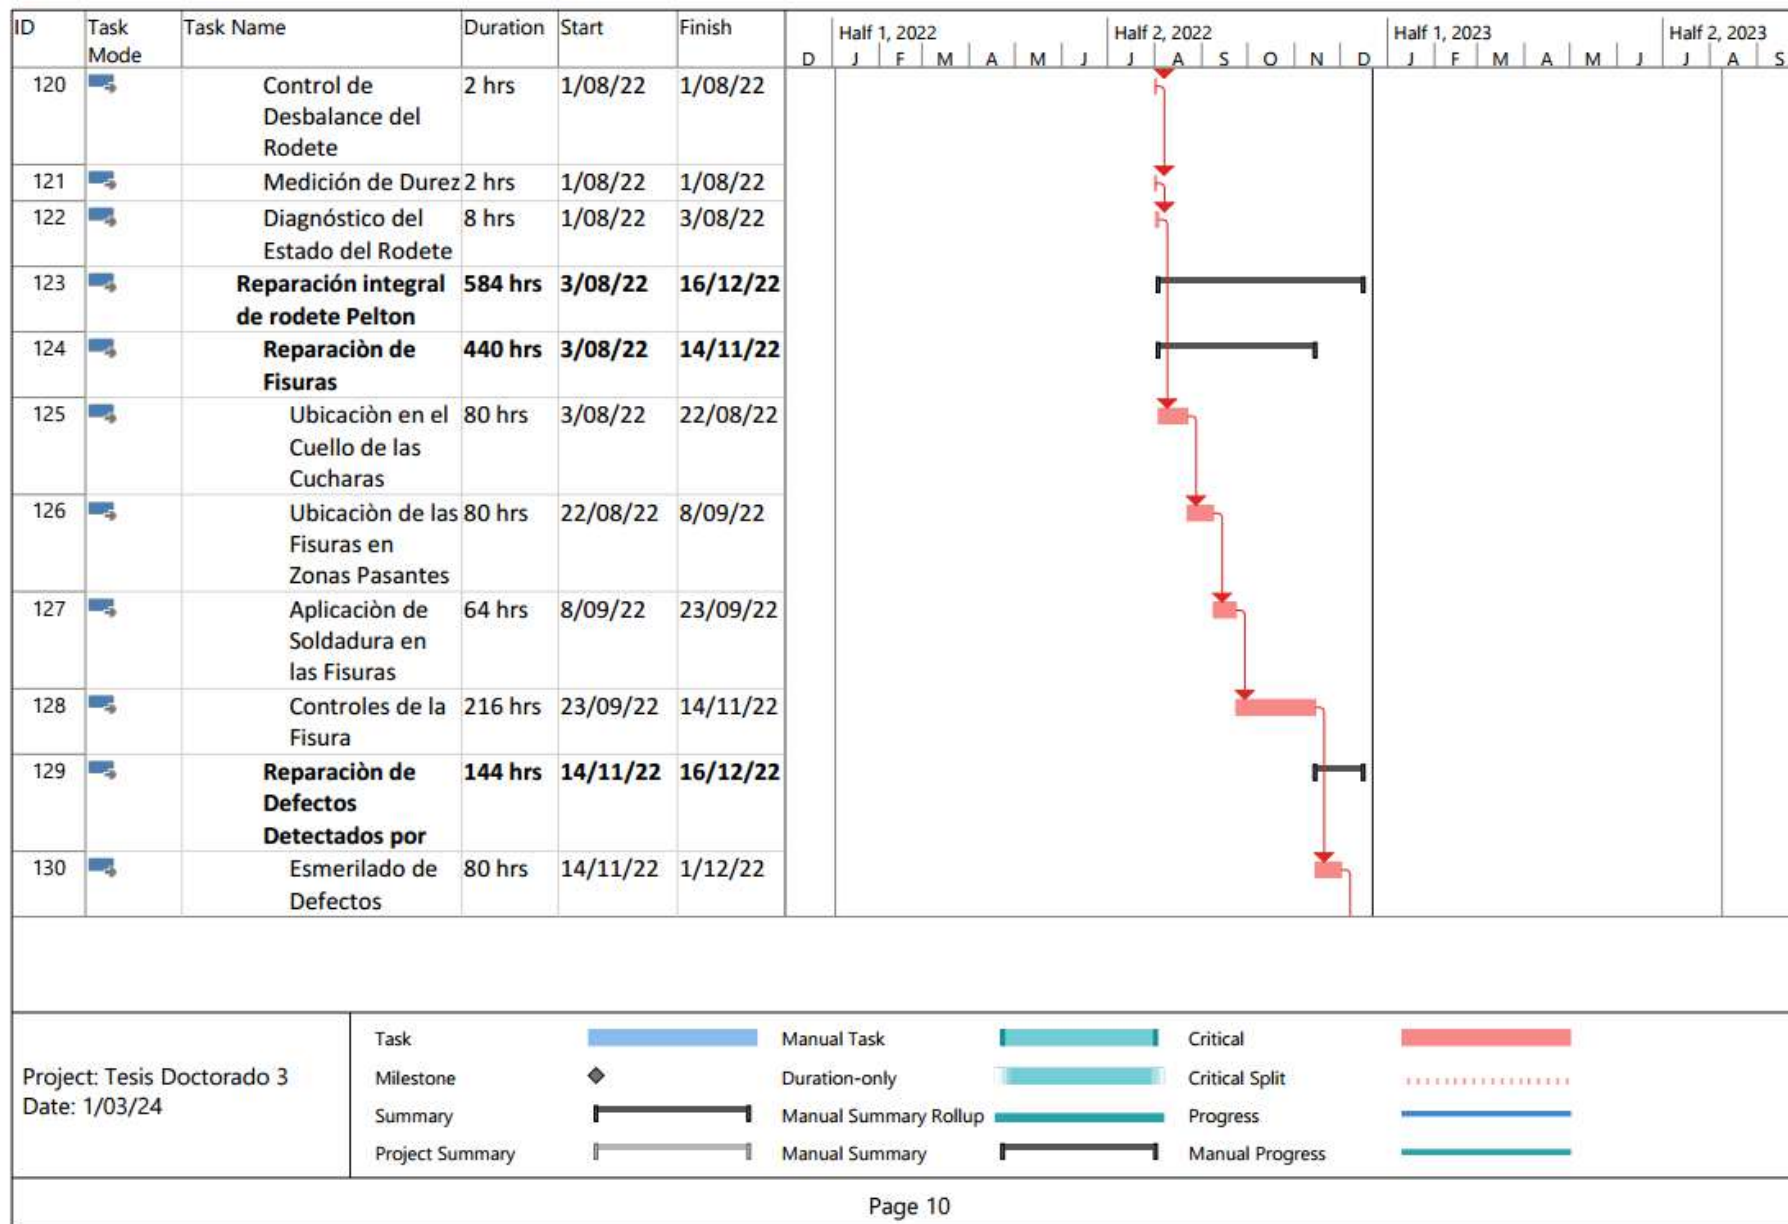 ID Task Mode Task Name Duration Start Finish
Half 1, 2022 Half 2, 2022 Half 1, 2023 Half 2, 2023
D J F M A M J J A S O N D J F M A M J J A S
120 Control de 2 hrs 1/08/22 1/08/22
Desbalance del
Rodete
121 Medición de Durez 2 hrs 1/08/22 1/08/22
122 Diagnóstico del 8 hrs 1/08/22 3/08/22
Estado del Rodete
123 Reparación integral 584 hrs 3/08/22 16/12/22
de rodete Pelton
124 Reparaciòn de 440 hrs 3/08/22 14/11/22
Fisuras
125 Ubicaciòn en el 80 hrs 3/08/22 22/08/22
Cuello de las
Cucharas
126 Ubicaciòn de las 80 hrs 22/08/22 8/09/22
Fisuras en
Zonas Pasantes
127 Aplicaciòn de 64 hrs 8/09/22 23/09/22
Soldadura en
las Fisuras
128 Controles de la 216 hrs 23/09/22 14/11/22
Fisura
129 Reparaciòn de 144 hrs 14/11/22 16/12/22
Defectos
Detectados por
130 Esmerilado de 80 hrs 14/11/22 1/12/22
Defectos
Project: Tesis Doctorado 3
Date: 1/03/24
Task Manual Task Critical
Milestone Duration-only Critical Split
Summary Manual Summary Rollup Progress
Project Summary Manual Summary Manual Progress
Page 10